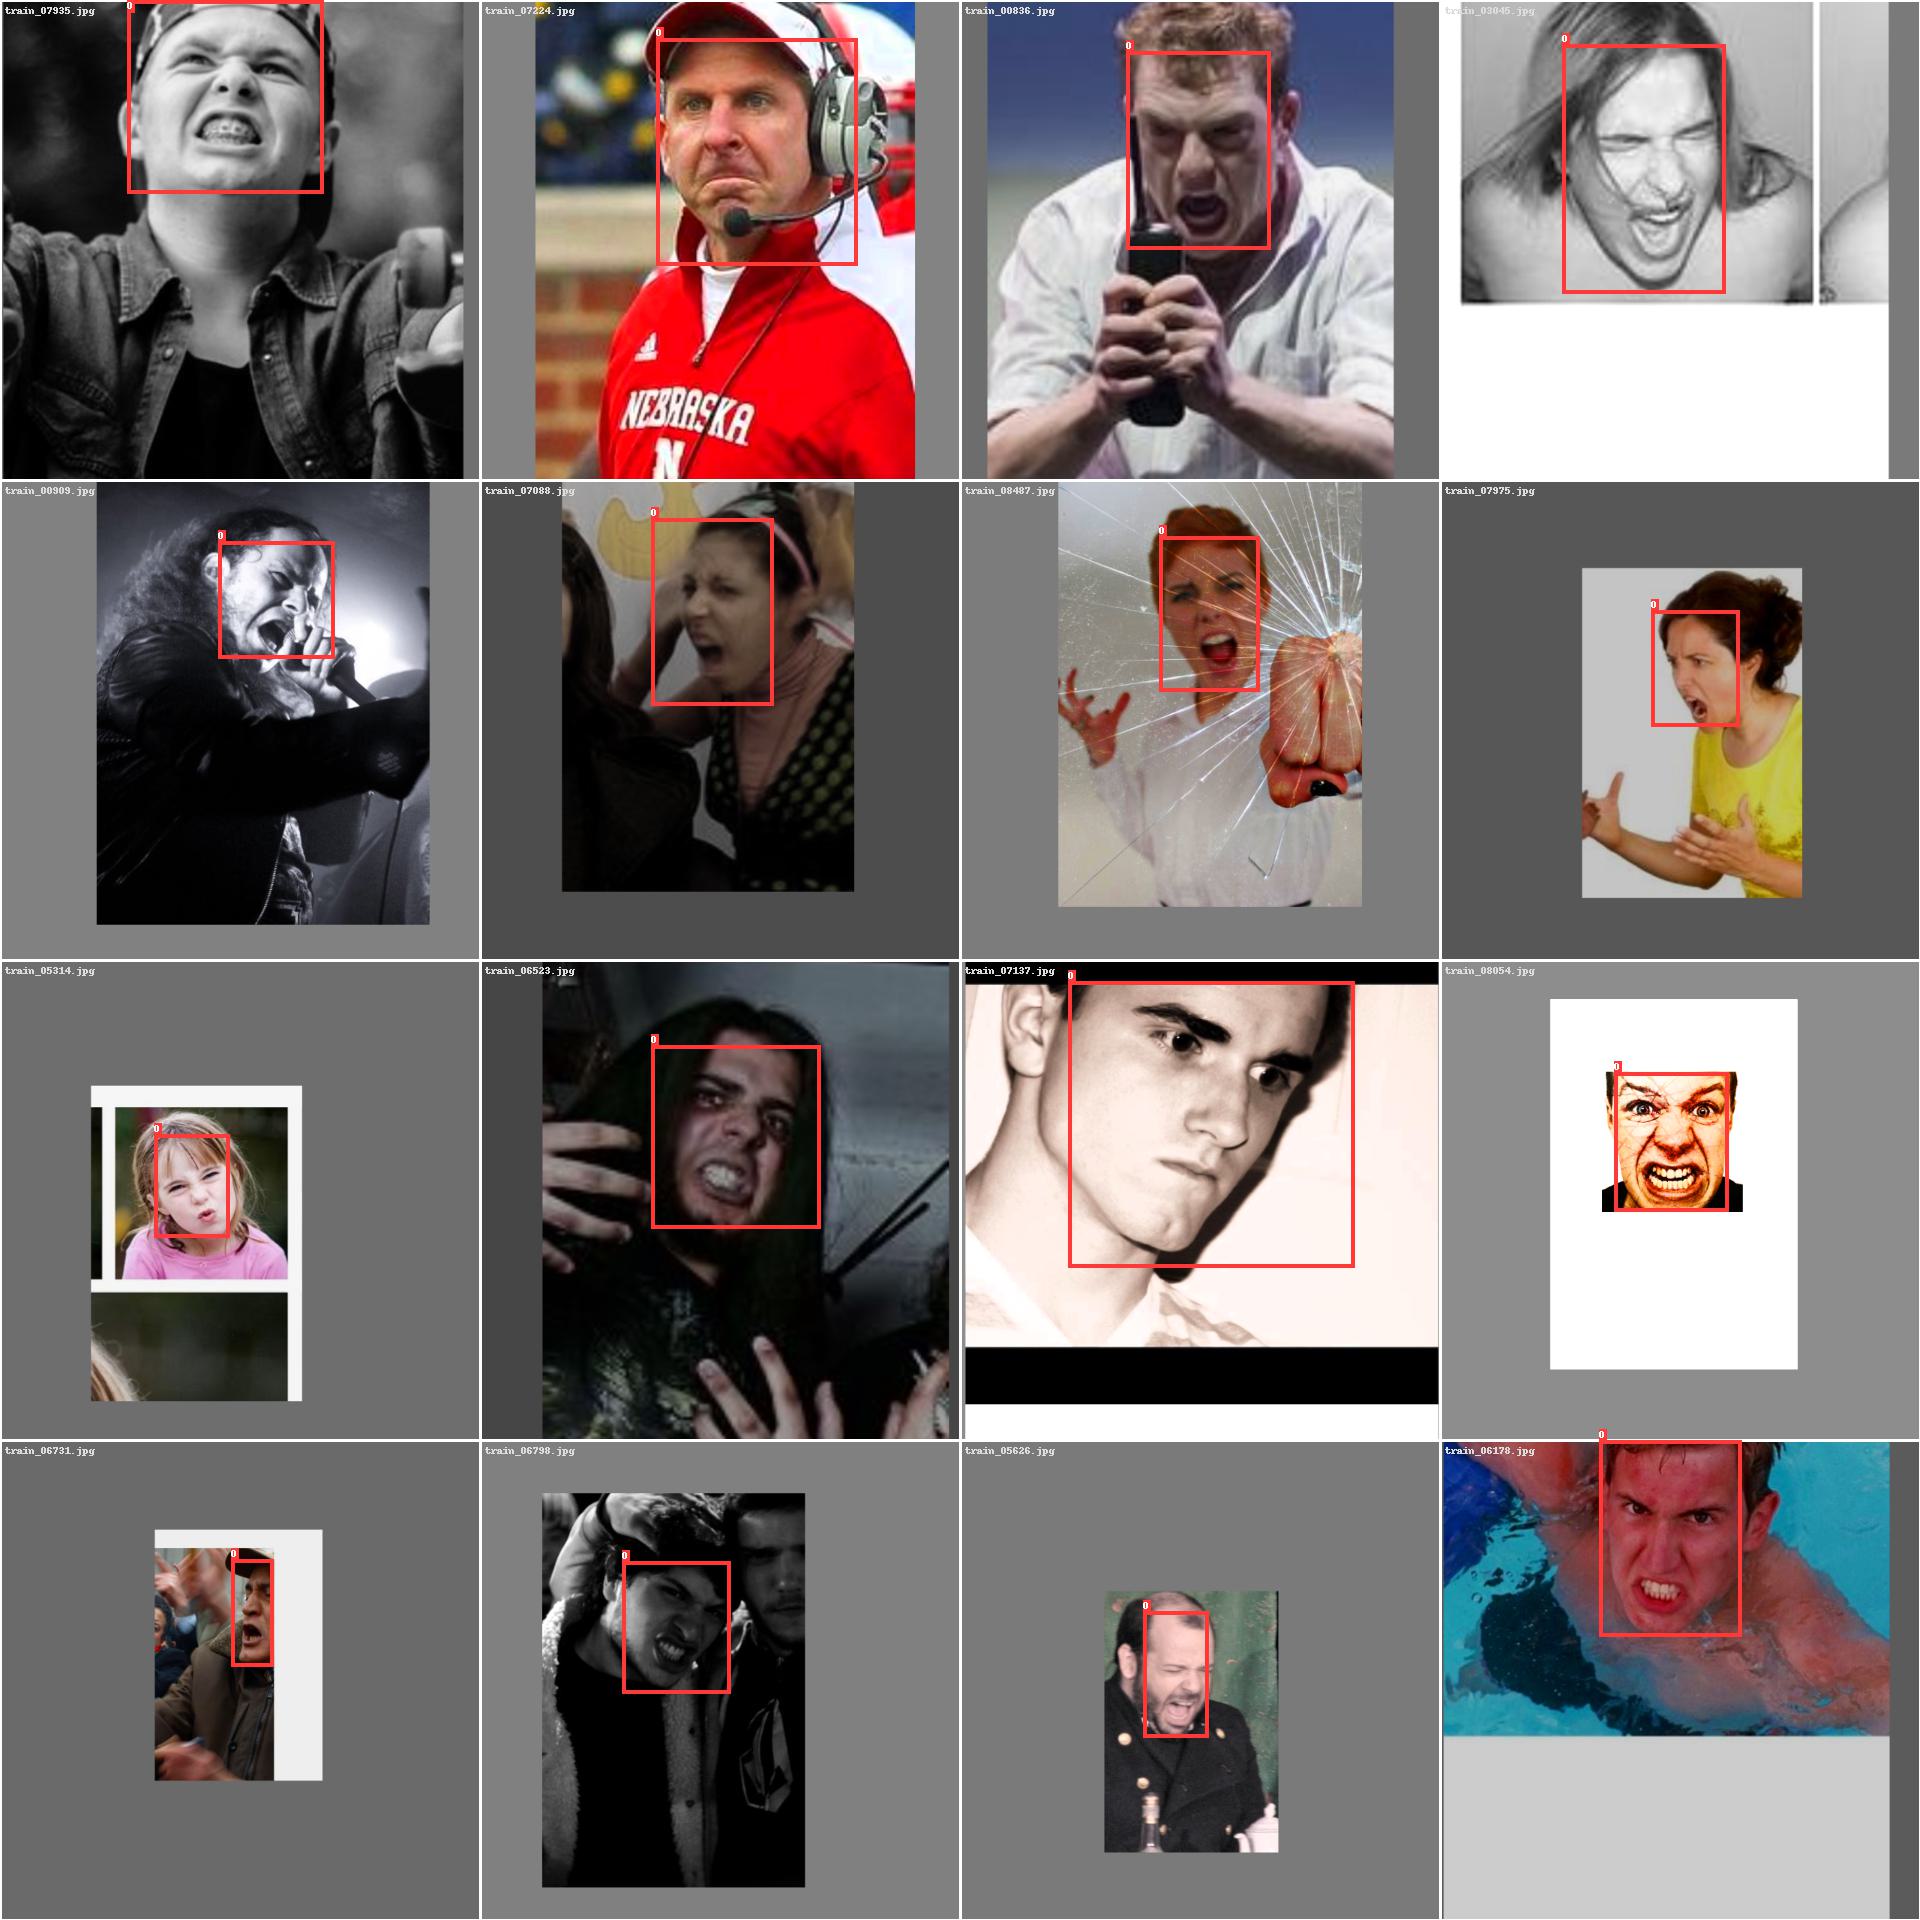 train_07935.jpg
train_07224.jpg
train_00836.jpg
train_03045.jpg
0
0
0
0
NEBRASKA
N
train_00909.jpg
train_07088.jpg
train_08487.jpg
train_07975.jpg
0
0
0
0
train_05314.jpg
train_06523.jpg
train_07137.jpg
train_08054.jpg
0
0
0
0
train_06731.jpg
train_06798.jpg
train_05626.jpg
train_06178.jpg
0
0
0
0